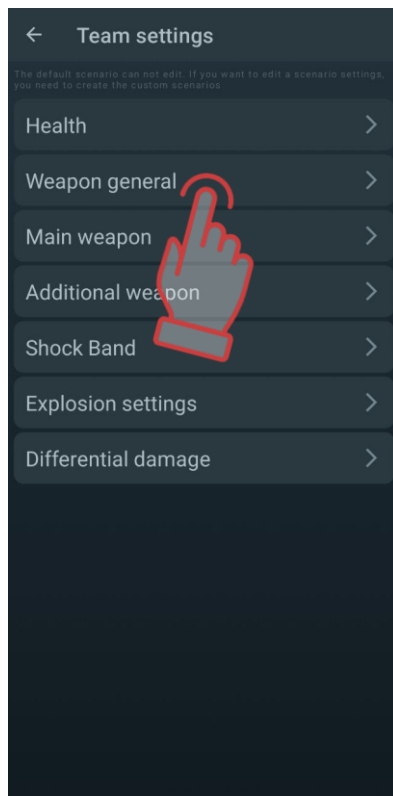 Team settings
The default scenario can not edit. If you want to edit a scenario settings,
you need to create the custom scenarios
Health
Weapon general
Main weapon
Additional weapon
Shock Band
Explosion settings
Differential damage